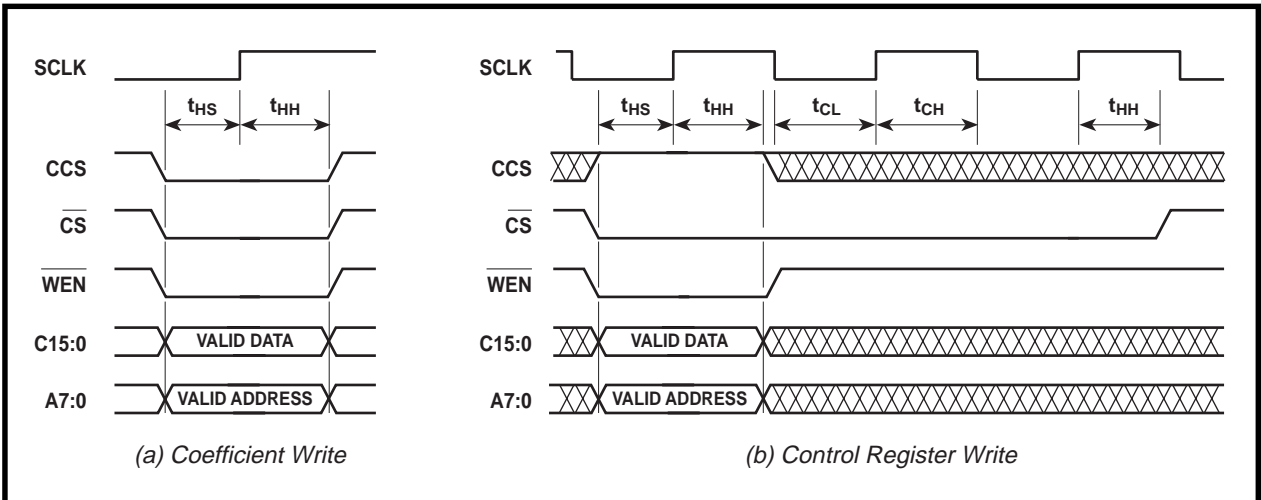 SCLK
tHS tHH
CCS
CS
WEN
C15:0 VALID DATA
A7:0 VALID ADDRESS
(a) Coefficient Write
SCLK
tHS tHH tCL tCH tHH
CCS
CS
WEN
C15:0 VALID DATA
A7:0 VALID ADDRESS
(b) Control Register Write